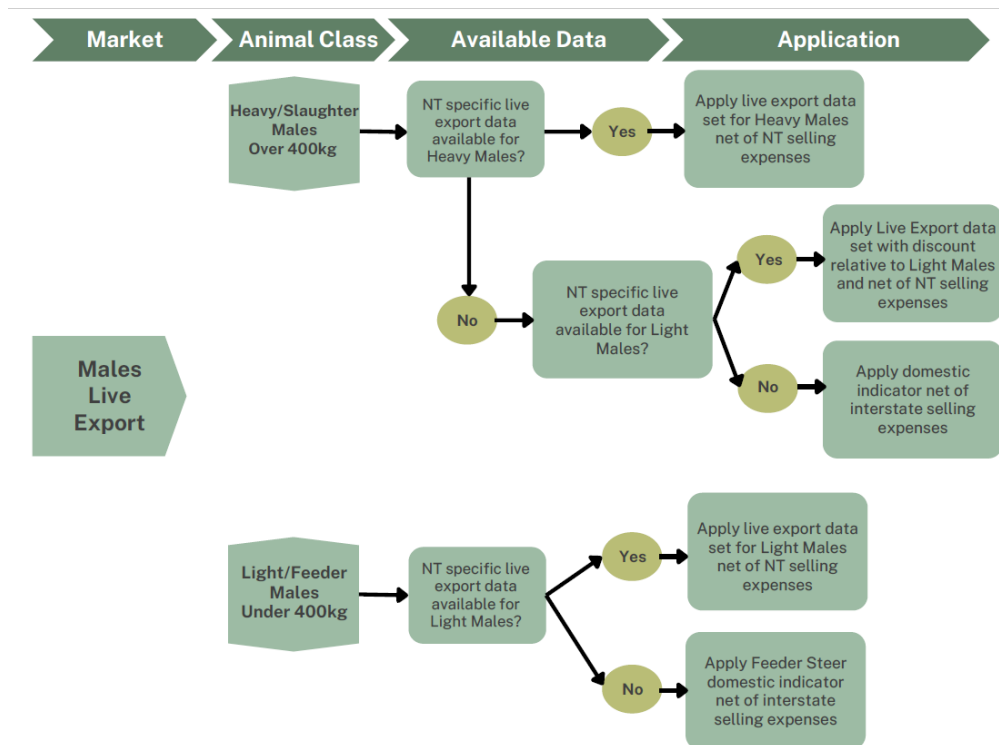 Market
Animal Class
Available Data
Application
Heavy/Slaughter
Males
Over 400kg
NT specific live
export data
available for
Heavy Males?
Yes
Apply live export data
set for Heavy Males
net of NT selling
expenses
No
NT specific live
export data
available for Light
Males?
Yes
Apply Live Export data
set with discount
relative to Light Males
and net of NT selling
expenses
No
Apply domestic
indicator net of
interstate selling
expenses
Males
Live
Export
Light/Feeder
Males
Under 400kg
NT specific live
export data
available for
Light Males?
Yes
Apply live export data
set for Light Males
net of NT selling
expenses
No
Apply Feeder Steer
domestic indicator
net of interstate
selling expenses